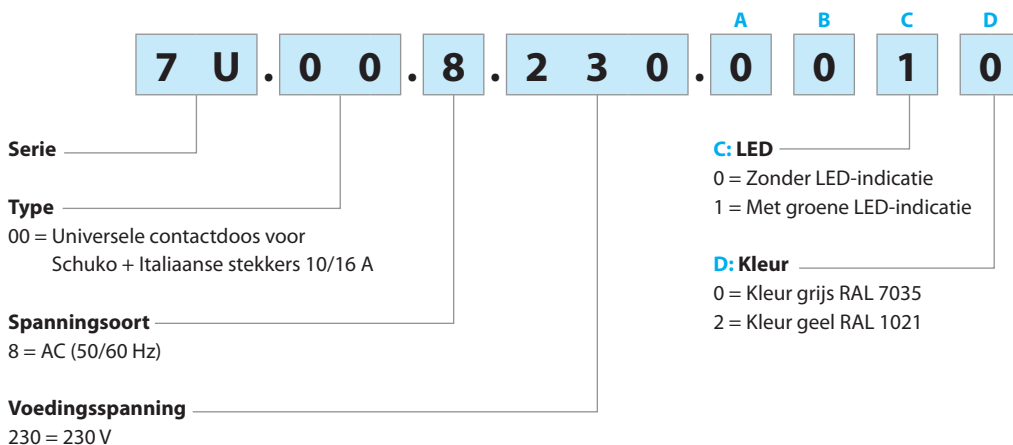 A B C D
7 U . 0 0 . 8 . 2 3 0 . 0 0 1 0
Serie
Type
00 = Universele contactdoos voor
Schuko + Italiaanse stekkers 10/16 A
Spanningsoort
8 = AC (50/60 Hz)
Voedingsspanning
230 = 230 V
C: LED
0 = Zonder LED-indicatie
1 = Met groene LED-indicatie
D: Kleur
0 = Kleur grijs RAL 7035
2 = Kleur geel RAL 1021